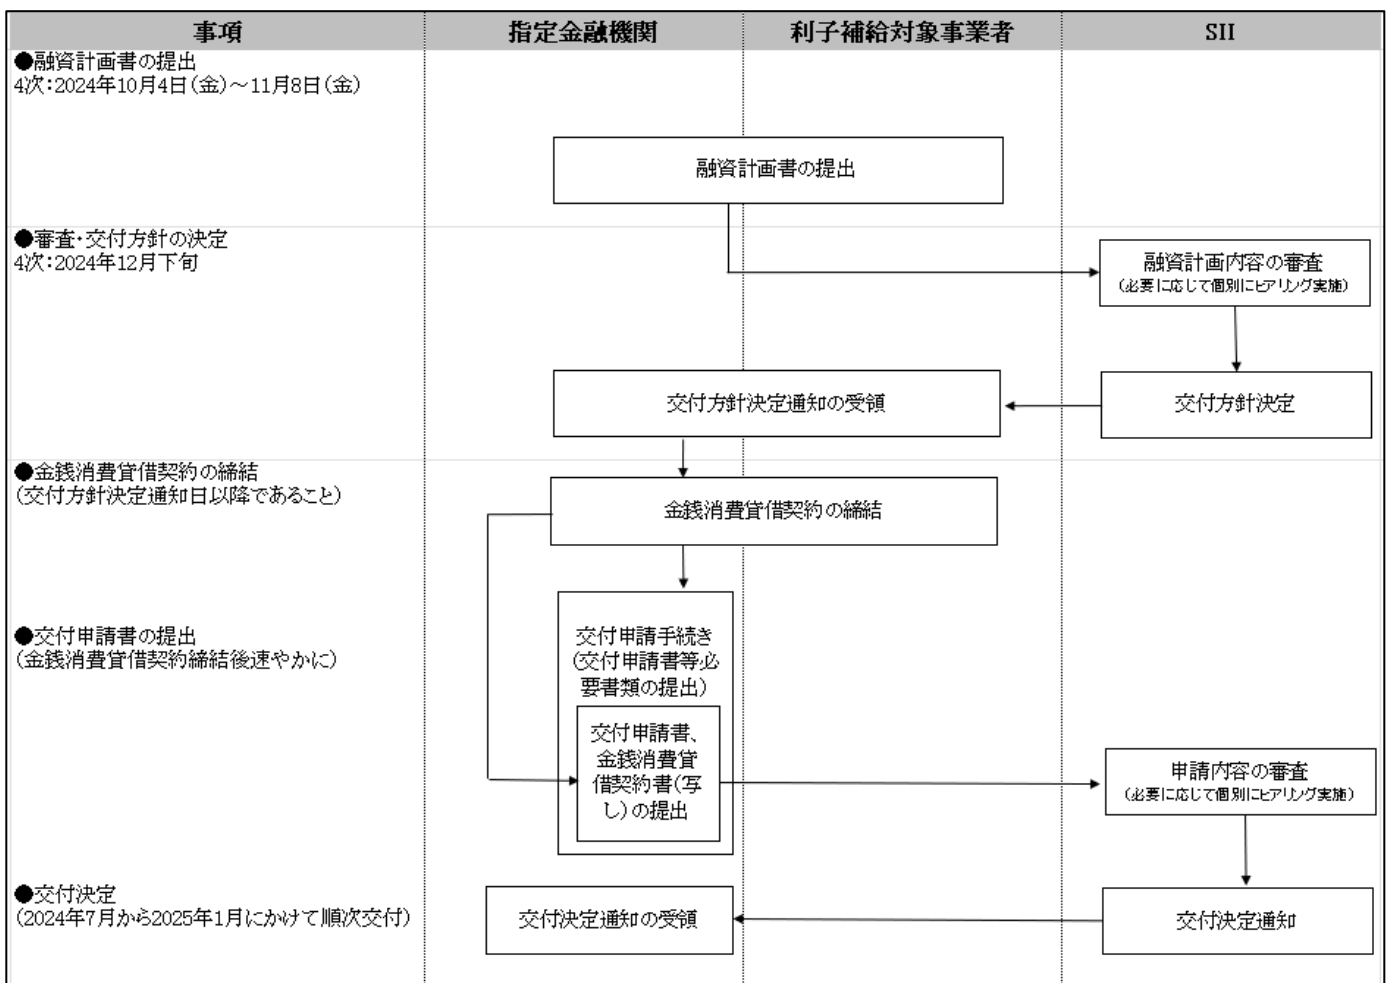 事項
指定金融機関
利子補給対象事業者
SII
●融資計画書の提出
4次：2024年10月4日（金）～11月8日（金）
融資計画書の提出
●審査・交付方針の決定
4次：2024年12月下旬
融資計画内容の審査
（必要に応じて個別にヒアリング実施）
交付方針決定通知の受領
交付方針決定
●金銭消費貸借契約の締結
（交付方針決定通知日以降であること）
金銭消費貸借契約の締結
●交付申請書の提出
（金銭消費貸借契約締結後速やかに）
交付申請手続き
（交付申請書等必
要書類の提出）
交付申請書、
金銭消費貸
借契約書（写
し）の提出
申請内容の審査
（必要に応じて個別にヒアリング実施）
●交付決定
（2024年7月から2025年1月にかけて順次交付）
交付決定通知の受領
交付決定通知